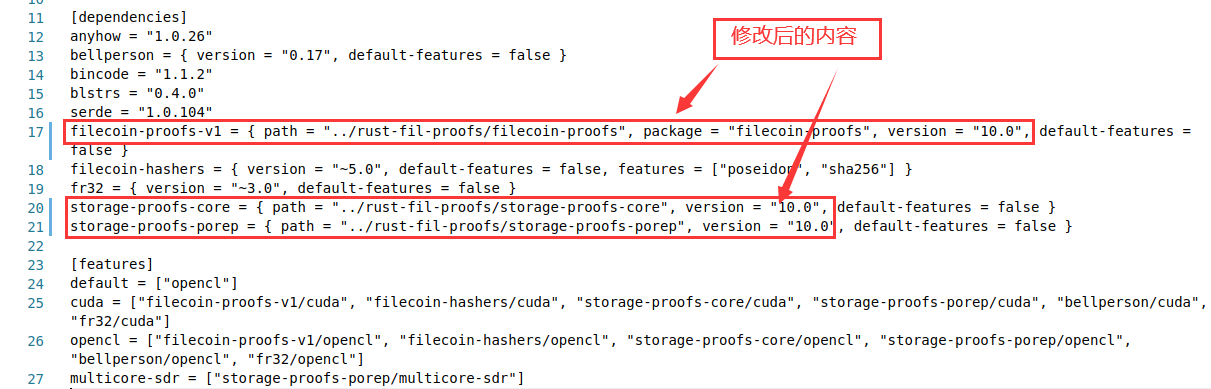 10
11 [dependencies]
修改后的内容
12 anyhow = "1.0.26"
13 bellperson = { version = "0.17", default-features = false }
14 bincode = "1.1.2"
15 blstrs = "0.4.0"
16 serde = "1.0.104"
17 filecoin-proofs-v1 = { path = "../rust-fil-proofs/filecoin-proofs", package = "filecoin-proofs", version = "10.0", default-features =
false }
18 filecoin-hashers = { version = "~5.0", default-features = false, features = ["poseidon", "sha256"] }
19 fr32 = { version = "~3.0", default-features = false }
20 storage-proofs-core = { path = "../rust-fil-proofs/storage-proofs-core", version = "10.0", default-features = false }
21 storage-proofs-porep = { path = "../rust-fil-proofs/storage-proofs-porep", version = "10.0", default-features = false }
22
23 [features]
24 default = ["opencl"]
25 cuda = ["filecoin-proofs-v1/cuda", "filecoin-hashers/cuda", "storage-proofs-core/cuda", "storage-proofs-porep/cuda", "bellperson/cuda",
"fr32/cuda"]
26 opencl = ["filecoin-proofs-v1/opencl", "filecoin-hashers/opencl", "storage-proofs-core/opencl", "storage-proofs-porep/opencl",
"bellperson/opencl", "fr32/opencl"]
27 multicore-sdr = ["storage-proofs-porep/multicore-sdr"]